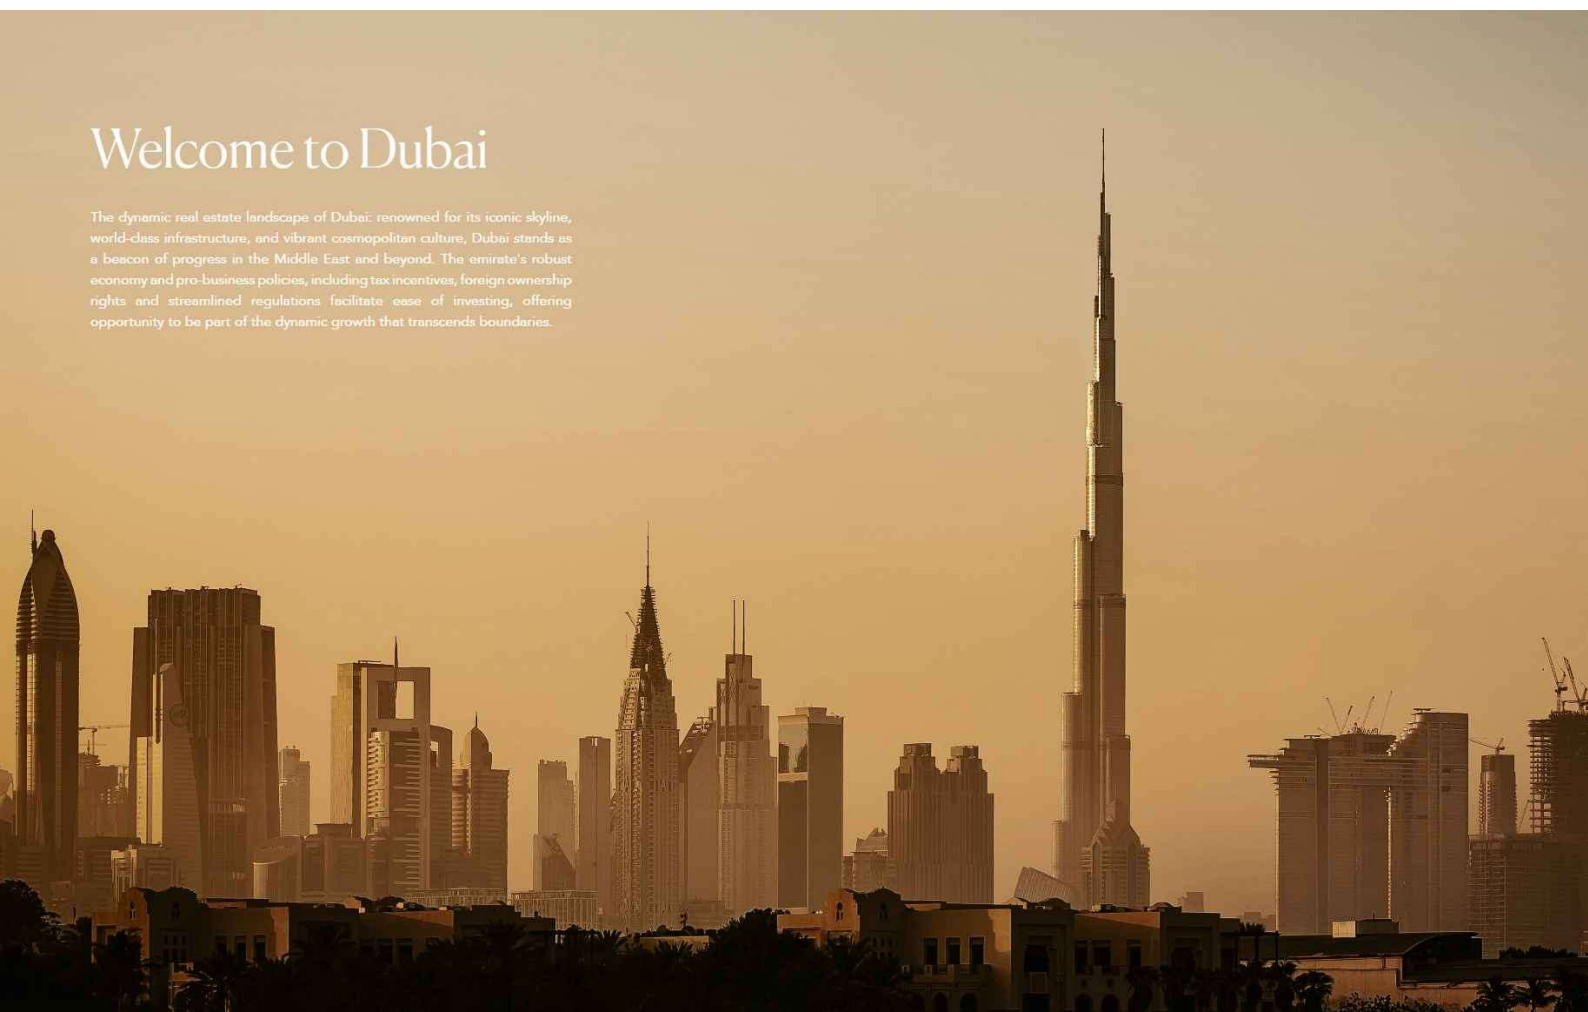 Welcome to Dubai
The dynamic real estate landscape of Dubai: renowned for its iconic skyline,
world-class infrastructure, and vibrant cosmopolitan culture, Dubai stands as
a beacon of progress in the Middle East and beyond. The emirate's robust
economy and pro-business policies, including tax incentives, foreign ownership
rights and streamlined regulations facilitate ease of investing, offering
opportunity to be part of the dynamic growth that transcends boundaries.